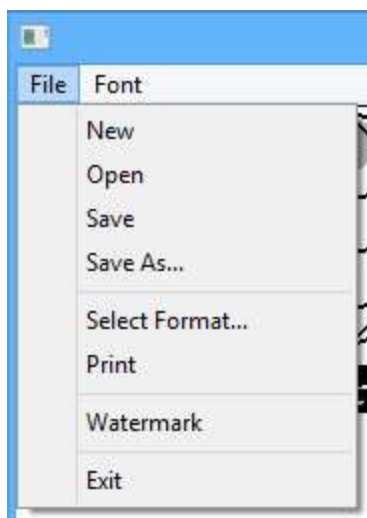 File Font
New
Open
Save
Save As...
Select Format...
Print
Watermark
Exit